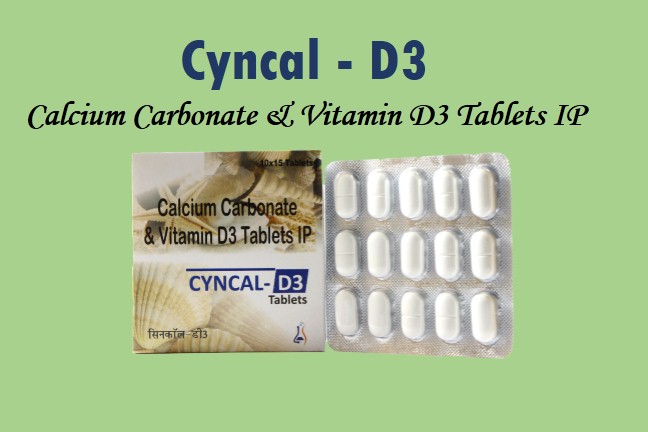 Cyncal - D3
Calcium Carbonate & Vitamin D3 Tablets IP
10x15 Tablets
Calcium Carbonate
& Vitamin D3 Tablets IP
CYNCAL-D3
Tablets
सिनकॉल-डी3